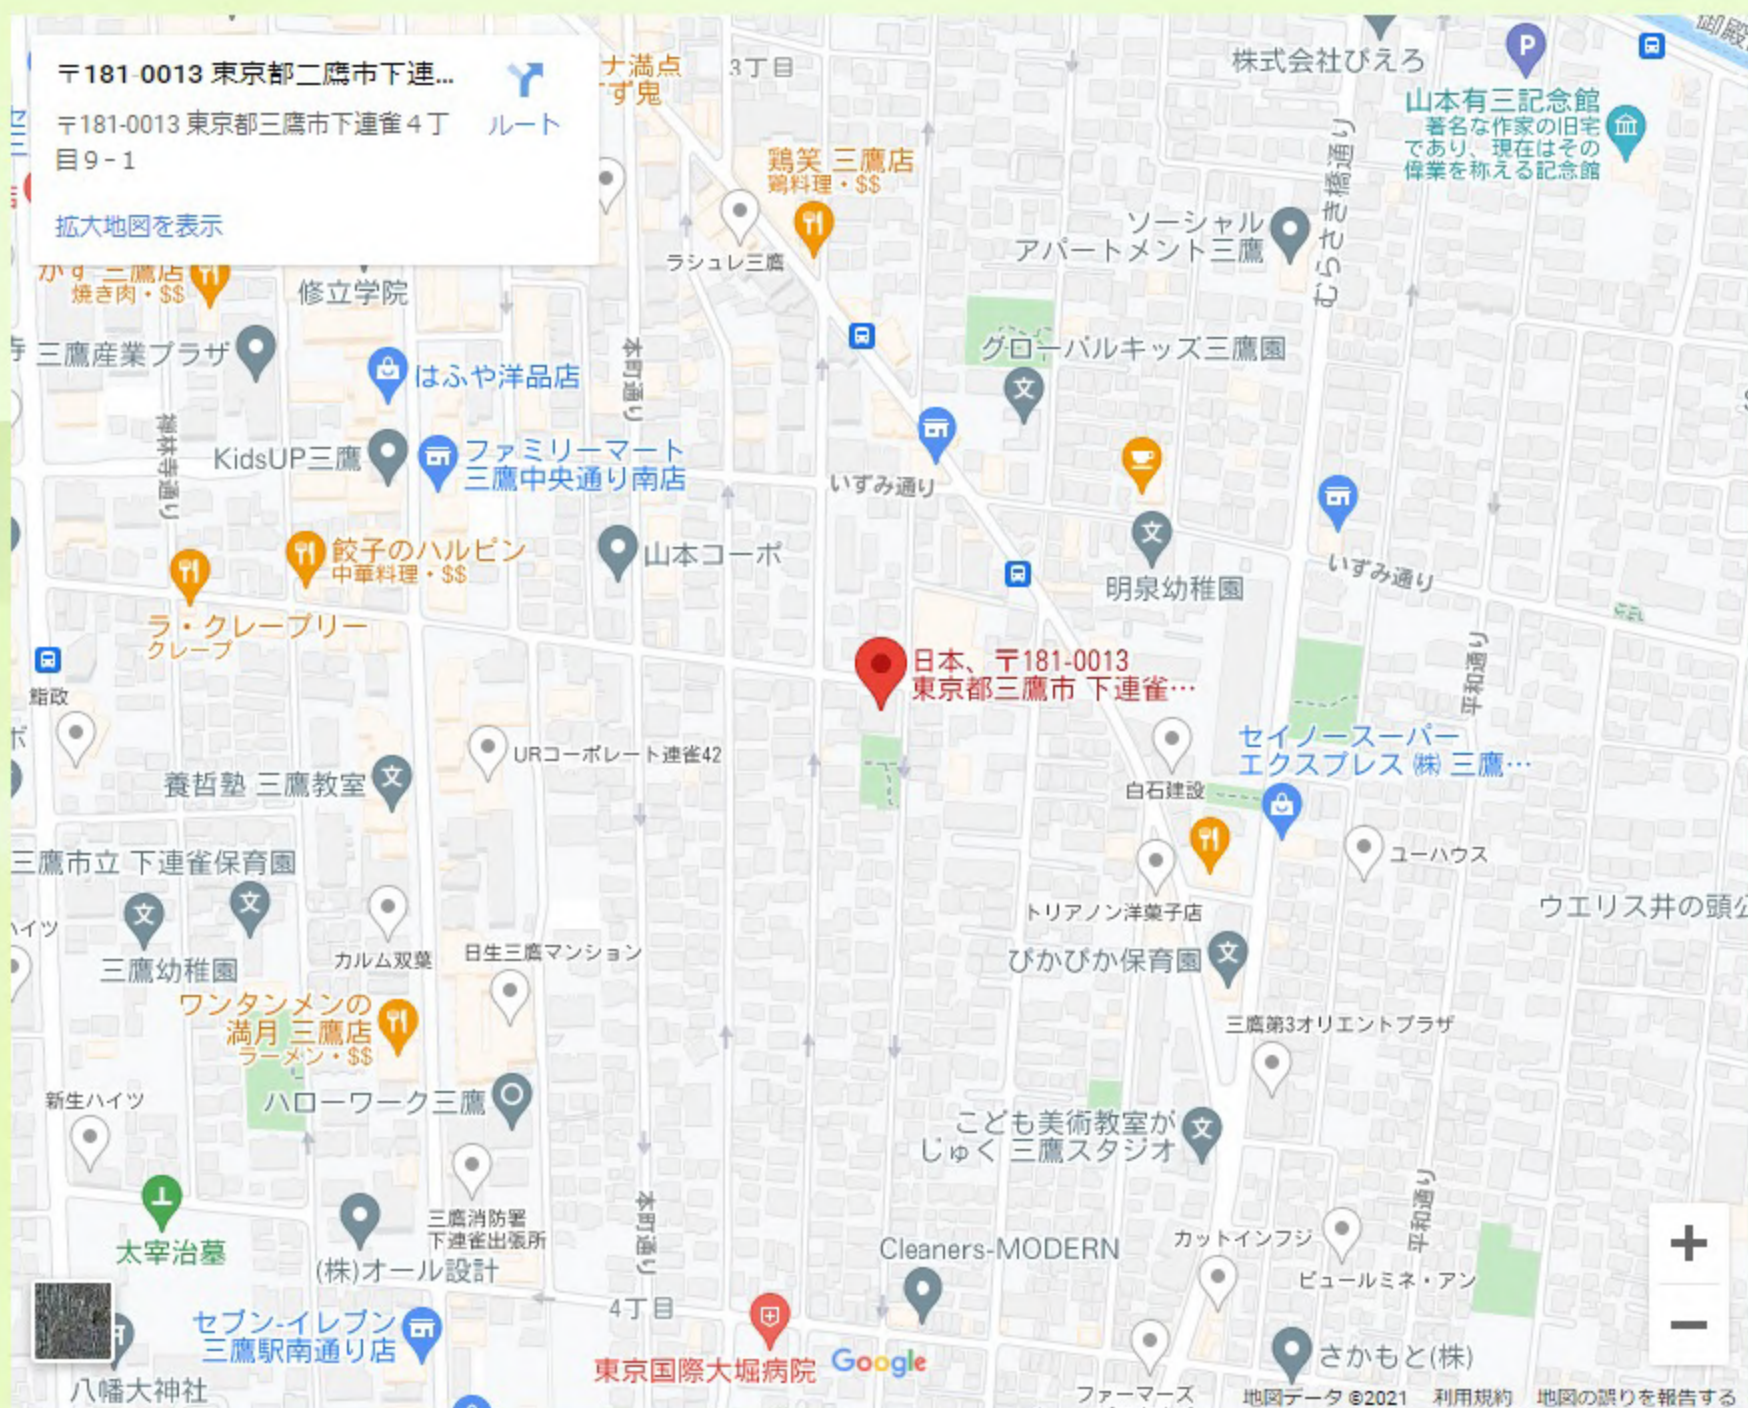 〒181-0013 東京都三鷹市下連...
〒181-0013 東京都三鷹市下連雀４丁
目９−１
ルート
拡大地図を表示
3丁目
株式会社ぴえろ
P
山本有三記念館
著名な作家の旧宅
であり、現在はその
偉業を称える記念館
むらさき橋通り
鶏笑 三鷹店
鶏料理・$$
ラシュレ三鷹
ソーシャル
アパートメント三鷹
焼き肉・$$
修立学院
三鷹産業プラザ
はふや洋品店
本町通り
グローバルキッズ三鷹園
禅林寺通り
KidsUP三鷹
ファミリーマート
三鷹中央通り南店
いずみ通り
餃子のハルピン
中華料理・$$
山本コーポ
明泉幼稚園
いずみ通り
ラ・クレープリー
クレープ
鮨政
日本、〒181-0013
東京都三鷹市 下連雀…
平和通り
URコーポレート連雀42
養哲塾 三鷹教室
白石建設
セイノースーパー
エクスプレス ㈱ 三鷹…
ユーハウス
三鷹市立 下連雀保育園
トリアノン洋菓子店
ウエリス井の頭公
三鷹幼稚園
カルム双葉
日生三鷹マンション
ぴかぴか保育園
ワンタンメンの
満月 三鷹店
ラーメン・$$
三鷹第3オリエントプラザ
新生ハイツ
ハローワーク三鷹
こども美術教室が
じゅく 三鷹スタジオ
太宰治墓
三鷹消防署
下連雀出張所
本町通り
(株)オール設計
Cleaners-MODERN
カットインフジ
平和通り
ピュールミネ・アン
4丁目
セブン-イレブン
三鷹駅南通り店
東京国際大堀病院
Google
さかもと(株)
八幡大神社
ファーマーズ
地図データ ©2021 利用規約 地図の誤りを報告する